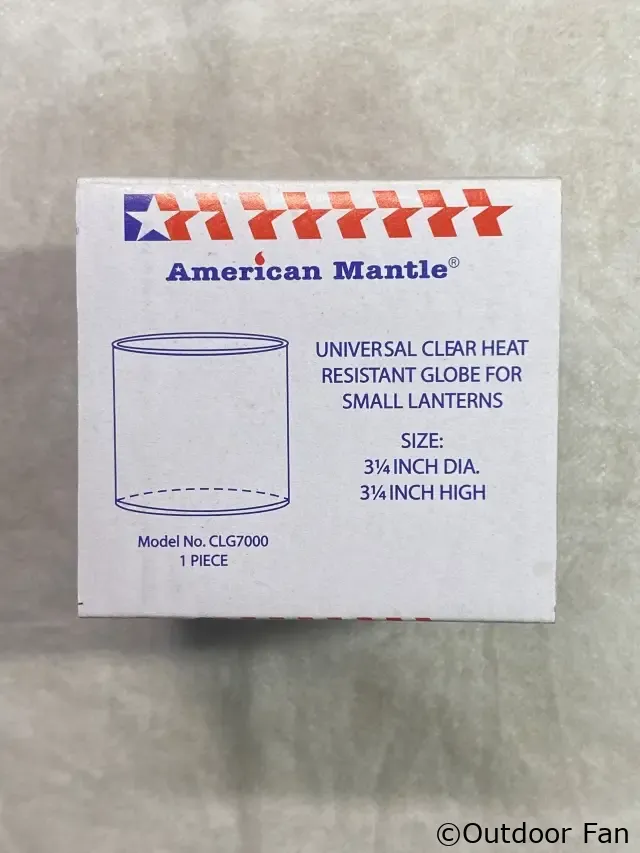 American Mantle®
UNIVERSAL CLEAR HEAT
RESISTANT GLOBE FOR
SMALL LANTERNS
SIZE:
3¼ INCH DIA.
3¼ INCH HIGH
Model No. CLG7000
1 PIECE
©Outdoor Fan